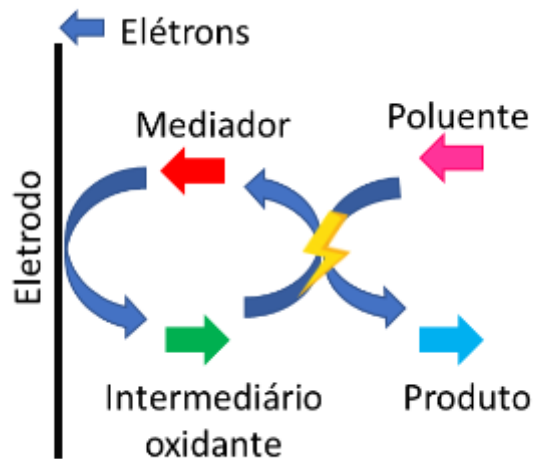 Elétrons
Mediador
Poluente
Eletrodo
Intermediário
oxidante
Produto